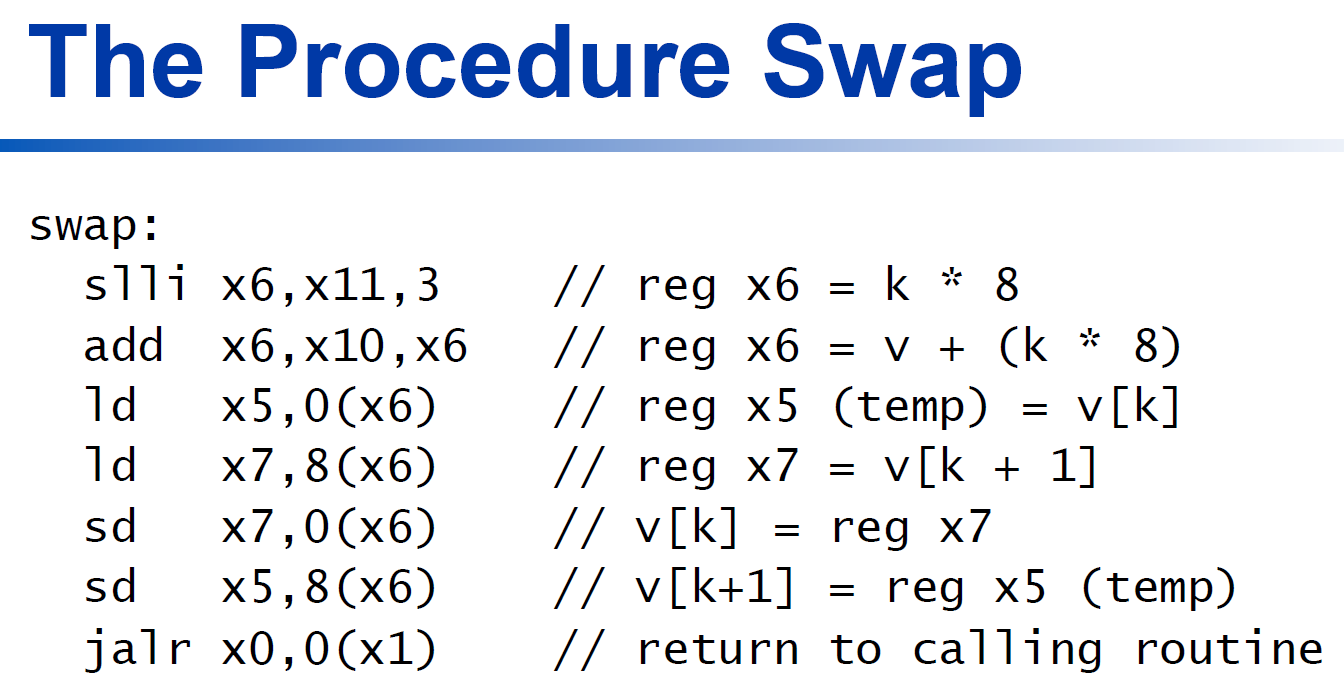 The Procedure Swap
swap:
slli x6,x11,3 // reg x6 = k * 8
add x6,x10,x6 // reg x6 = v + (k * 8)
ld x5,0(x6) // reg x5 (temp) = v[k]
ld x7,8(x6) // reg x7 = v[k + 1]
sd x7,0(x6) // v[k] = reg x7
sd x5,8(x6) // v[k+1] = reg x5 (temp)
jalr x0,0(x1) // return to calling routine